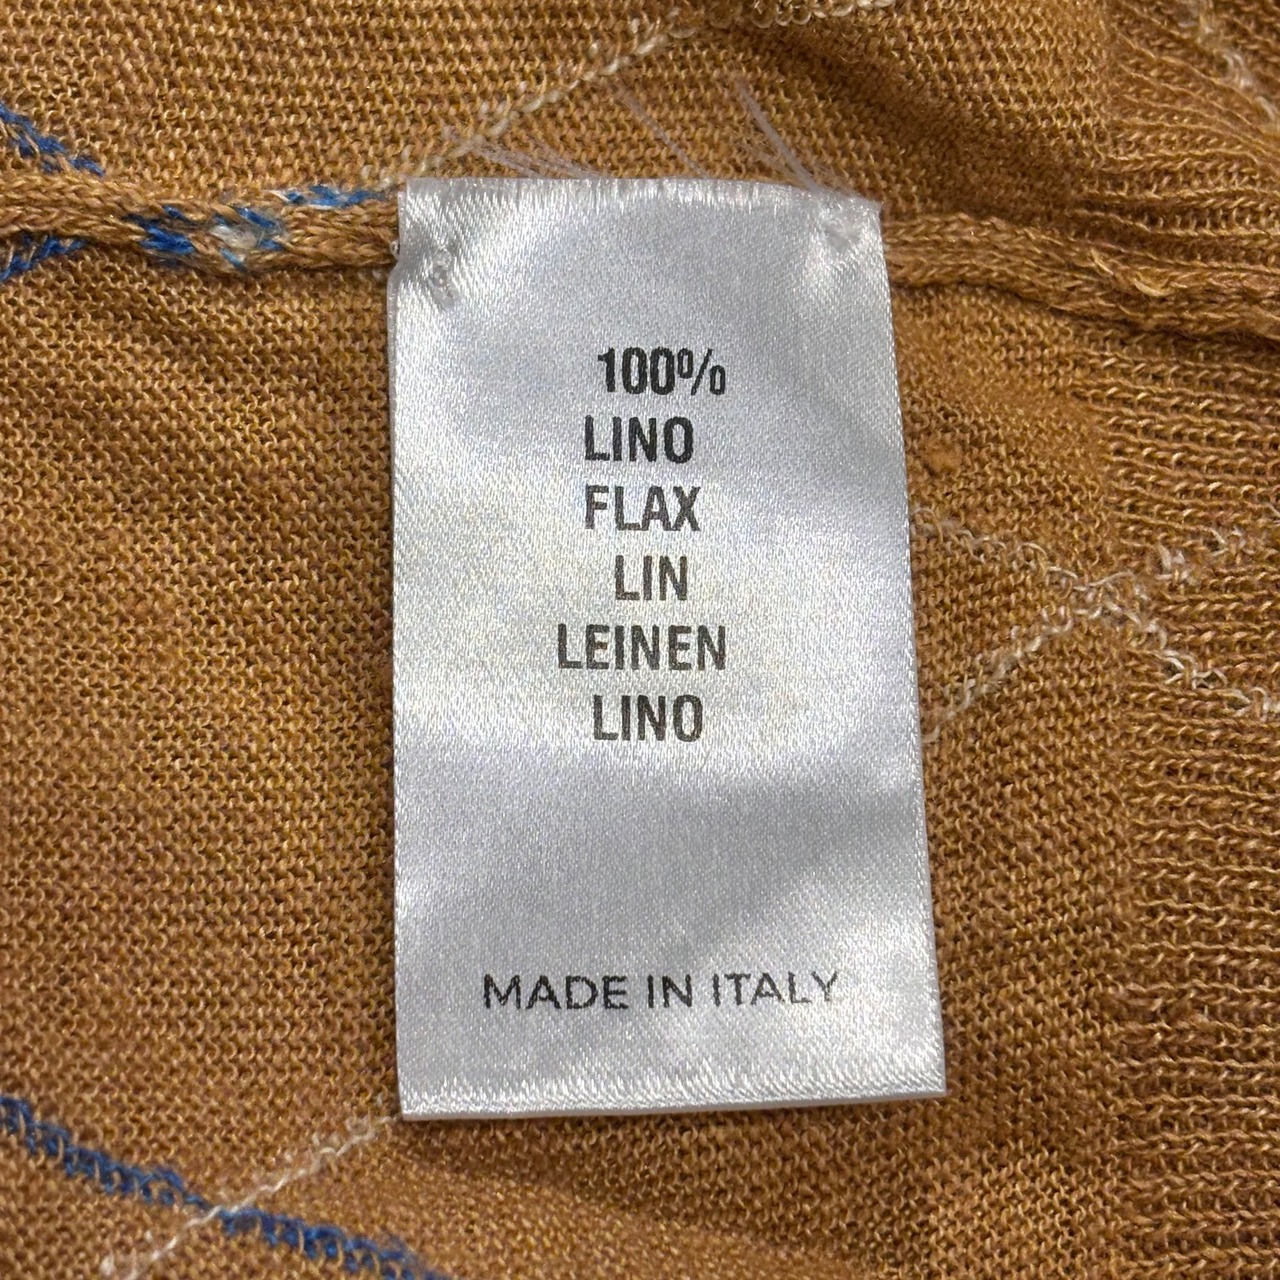 100%
LINO
FLAX
LIN
LEINEN
LINO
MADE IN ITALY